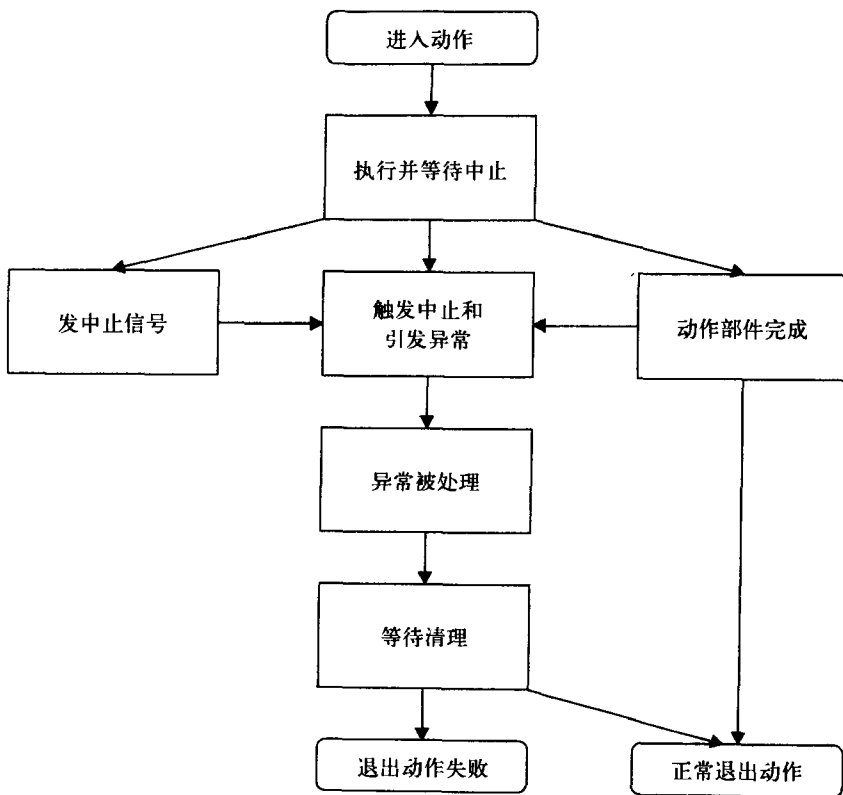 进入动作
执行并等待中止
发中止信号
触发中止和
引发异常
动作部件完成
异常被处理
等待清理
退出动作失败
正常退出动作